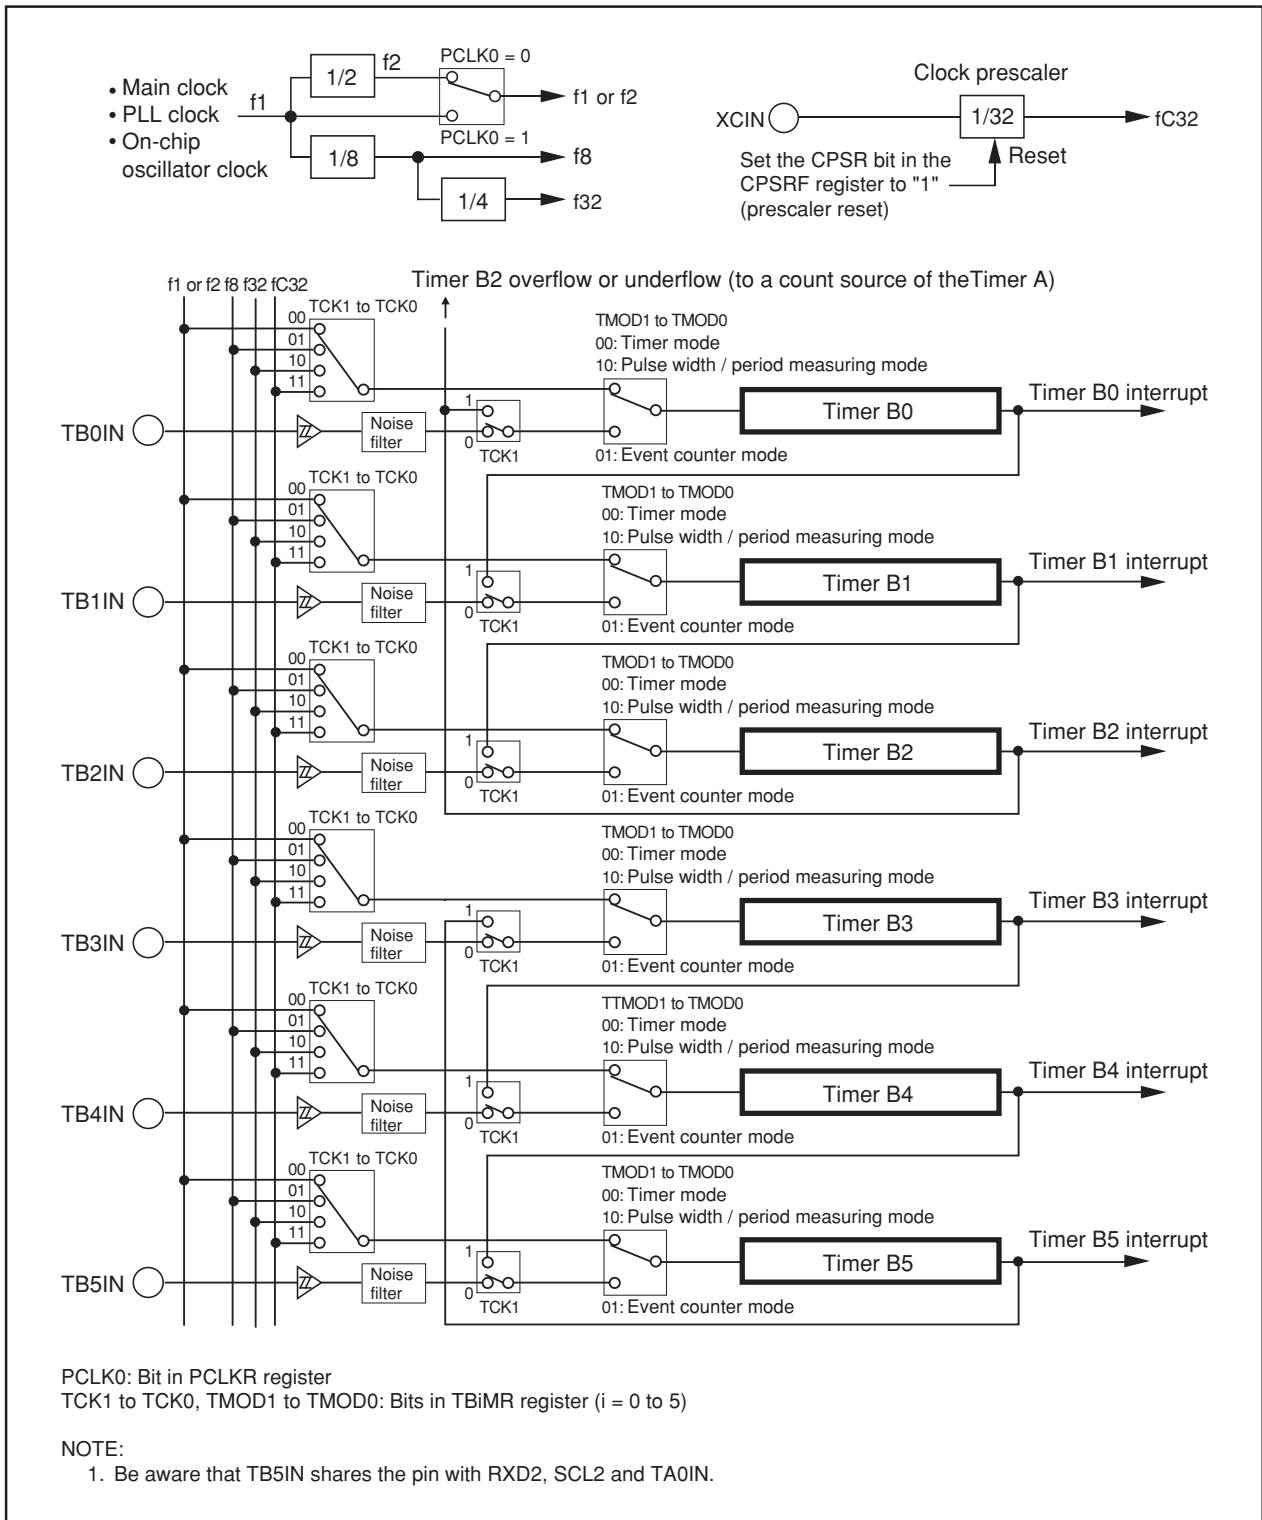 • Main clock
• PLL clock
• On-chip
oscillator clock
f1
1/2
f2
PCLK0 = 0
f1 or f2
PCLK0 = 1
1/8
f8
1/4
f32
Clock prescaler
XCIN
1/32
fC32
Set the CPSR bit in the
CPSRF register to "1"
(prescaler reset)
Reset
f1 or f2 f8 f32 fC32
Timer B2 overflow or underflow (to a count source of theTimer A)
TCK1 to TCK0
00
01
10
11
TMOD1 to TMOD0
00: Timer mode
10: Pulse width / period measuring mode
TB0IN
Noise
filter
1
0
TCK1
01: Event counter mode
Timer B0
Timer B0 interrupt
TCK1 to TCK0
00
01
10
11
TMOD1 to TMOD0
00: Timer mode
10: Pulse width / period measuring mode
TB1IN
Noise
filter
1
0
TCK1
01: Event counter mode
Timer B1
Timer B1 interrupt
TCK1 to TCK0
00
01
10
11
TMOD1 to TMOD0
00: Timer mode
10: Pulse width / period measuring mode
TB2IN
Noise
filter
1
0
TCK1
01: Event counter mode
Timer B2
Timer B2 interrupt
TCK1 to TCK0
00
01
10
11
TMOD1 to TMOD0
00: Timer mode
10: Pulse width / period measuring mode
TB3IN
Noise
filter
1
0
TCK1
01: Event counter mode
Timer B3
Timer B3 interrupt
TCK1 to TCK0
00
01
10
11
TTMOD1 to TMOD0
00: Timer mode
10: Pulse width / period measuring mode
TB4IN
Noise
filter
1
0
TCK1
01: Event counter mode
Timer B4
Timer B4 interrupt
TCK1 to TCK0
00
01
10
11
TMOD1 to TMOD0
00: Timer mode
10: Pulse width / period measuring mode
TB5IN
Noise
filter
1
0
TCK1
01: Event counter mode
Timer B5
Timer B5 interrupt
PCLK0: Bit in PCLKR register
TCK1 to TCK0, TMOD1 to TMOD0: Bits in TBiMR register (i = 0 to 5)
NOTE:
1. Be aware that TB5IN shares the pin with RXD2, SCL2 and TA0IN.